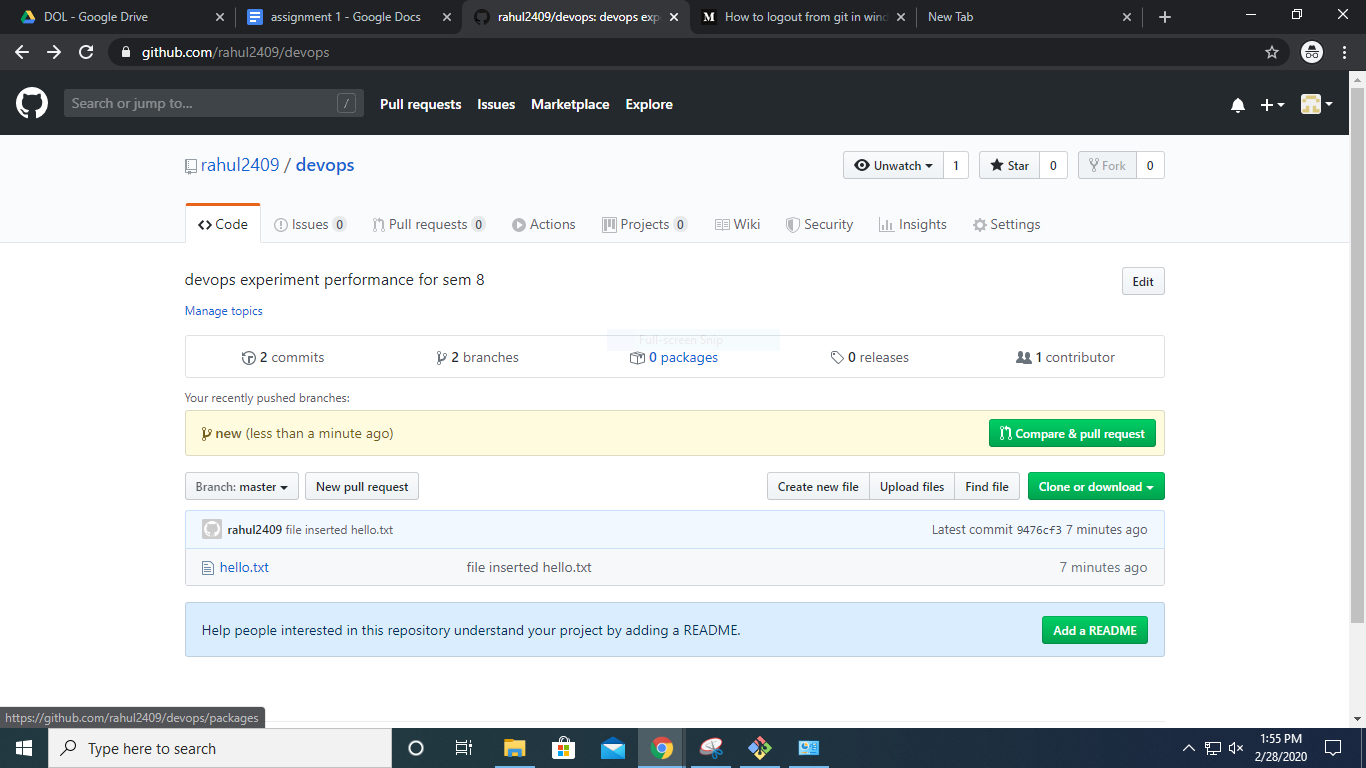 DOL - Google Drive
assignment 1 - Google Docs
rahul2409/devops: devops exp
How to logout from git in wind
New Tab
github.com/rahul2409/devops
Search or jump to...
/
Pull requests
Issues
Marketplace
Explore
rahul2409 / devops
Unwatch 1
Star 0
Fork 0
Code
Issues 0
Pull requests 0
Actions
Projects 0
Wiki
Security
Insights
Settings
devops experiment performance for sem 8
Edit
Manage topics
Full-screen Snip
2 commits
2 branches
0 packages
0 releases
1 contributor
Your recently pushed branches:
new (less than a minute ago)
Compare & pull request
Branch: master
New pull request
Create new file
Upload files
Find file
Clone or download
rahul2409 file inserted hello.txt
Latest commit 9476cf3 7 minutes ago
hello.txt
file inserted hello.txt
7 minutes ago
Help people interested in this repository understand your project by adding a README.
Add a README
https://github.com/rahul2409/devops/packages
Type here to search
1:55 PM
2/28/2020